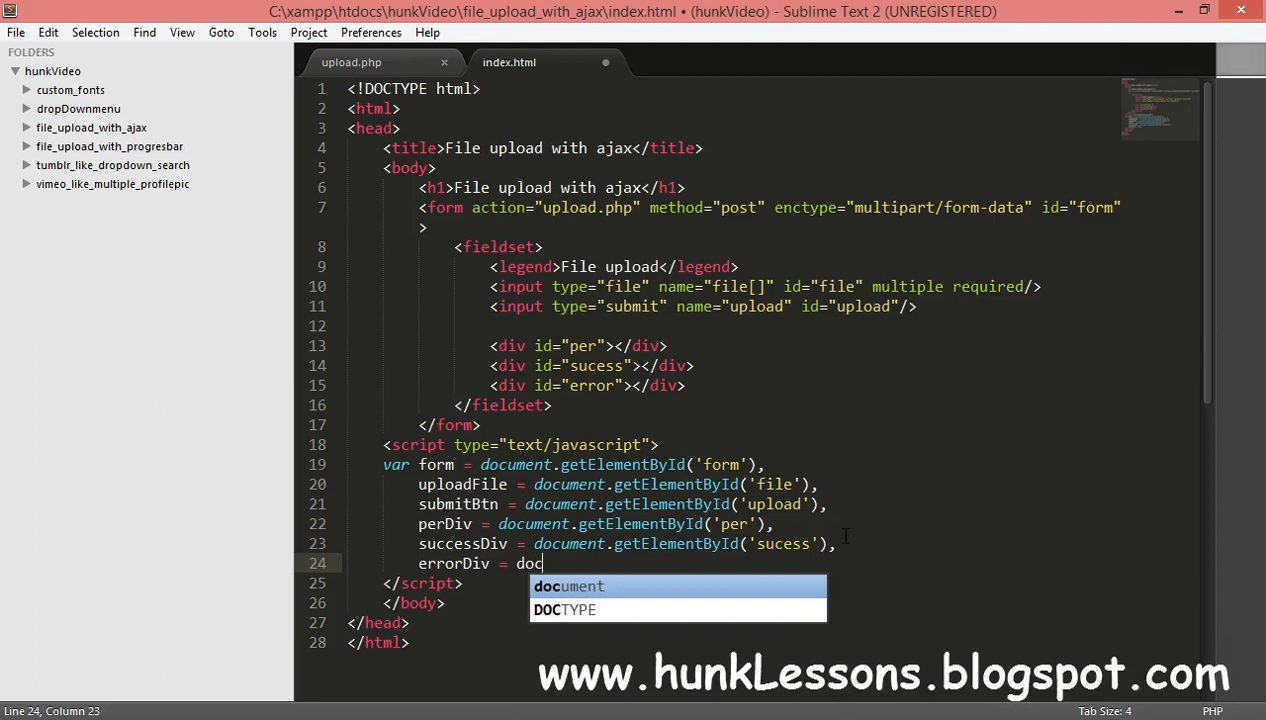 C:\xampp\htdocs\hunkVideo\file_upload_with_ajax\index.html • (hunkVideo) - Sublime Text 2 (UNREGISTERED)
File Edit Selection Find View Goto Tools Project Preferences Help
FOLDERS
hunkVideo
custom_fonts
dropDownmenu
file_upload_with_ajax
file_upload_with_progresbar
tumblr_like_dropdown_search
vimeo_like_multiple_profilepic
upload.php × index.html
1 <!DOCTYPE html>
2 <html>
3 <head>
4 <title>File upload with ajax</title>
5 <body>
6 <h1>File upload with ajax</h1>
7 <form action="upload.php" method="post" enctype="multipart/form-data" id="form"
>
8 <fieldset>
9 <legend>File upload</legend>
10 <input type="file" name="file[]" id="file" multiple required/>
11 <input type="submit" name="upload" id="upload"/>
12
13 <div id="per"></div>
14 <div id="sucess"></div>
15 <div id="error"></div>
16 </fieldset>
17 </form>
18 <script type="text/javascript">
19 var form = document.getElementById('form'),
20 uploadFile = document.getElementById('file'),
21 submitBtn = document.getElementById('upload'),
22 perDiv = document.getElementById('per'),
23 successDiv = document.getElementById('sucess'),
24 errorDiv = doc
document
DOCTYPE
25 </script>
26 </body>
27 </head>
28 </html>
www.hunkLessons.blogspot.com
Line 24, Column 23 Tab Size: 4 PHP